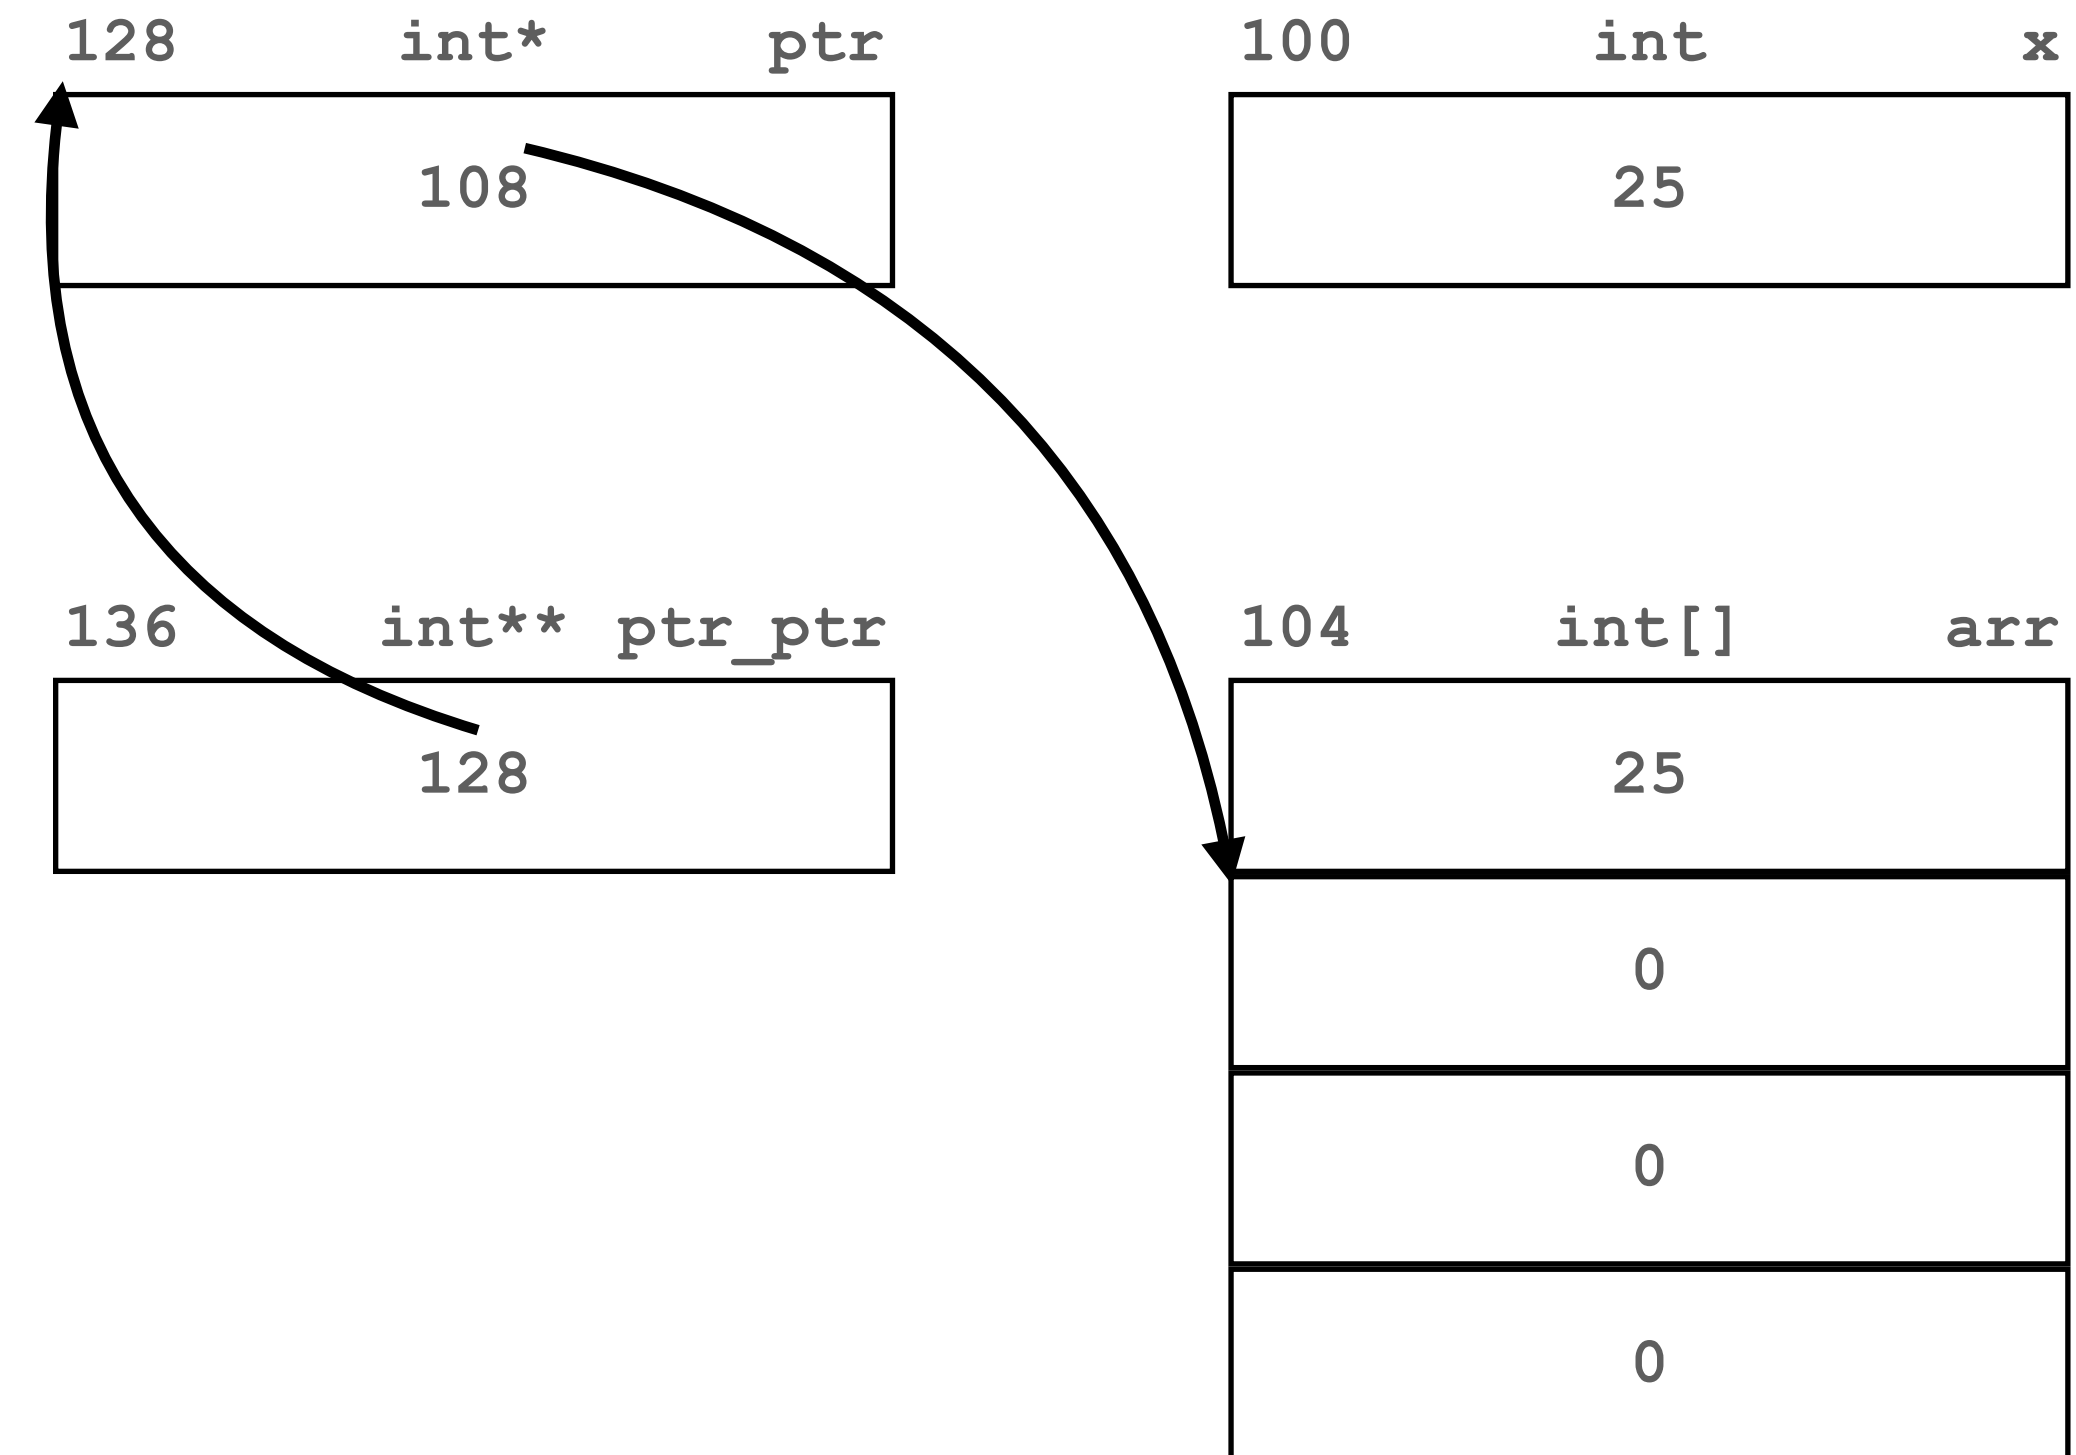 128 int* ptr
108
100 int x
25
136 int** ptr_ptr
128
104 int[] arr
25
0
0
0